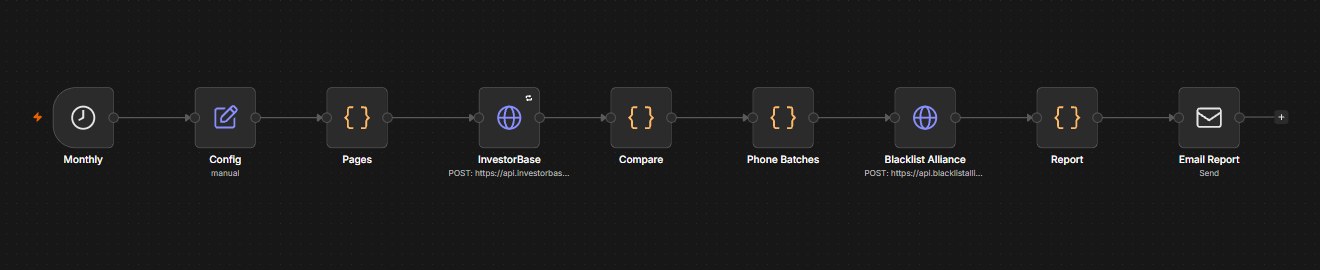 Monthly
Config
manual
Pages
InvestorBase
POST: https://api.investorbas...
Compare
Phone Batches
Blacklist Alliance
POST: https://api.blacklistalli...
Report
Email Report
Send